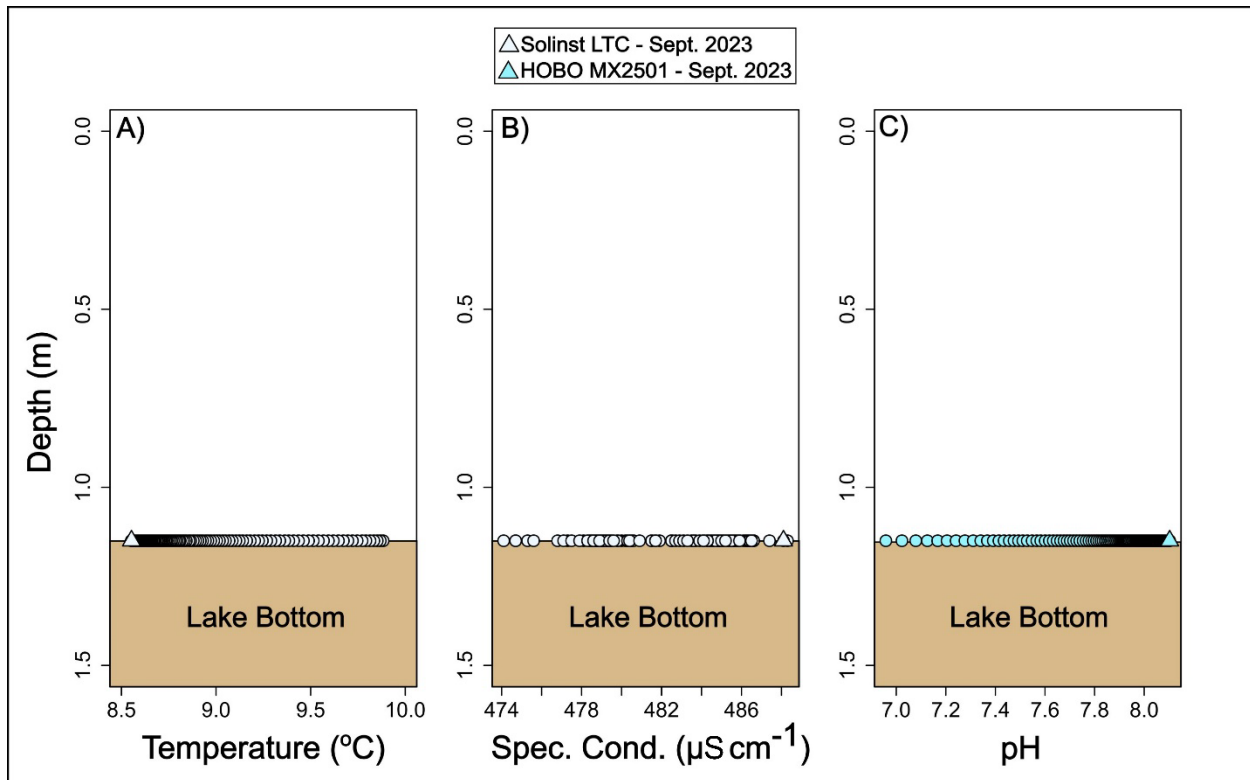 Solinst LTC - Sept. 2023
HOBO MX2501 - Sept. 2023
A)
B)
C)
Depth (m)
0.0
0.5
1.0
1.5
0.0
0.5
1.0
1.5
0.0
0.5
1.0
1.5
Lake Bottom
Lake Bottom
Lake Bottom
8.5 9.0 9.5 10.0
474 478 482 486
7.0 7.2 7.4 7.6 7.8 8.0
Temperature (ºC)
Spec. Cond. (µS cm⁻¹)
pH